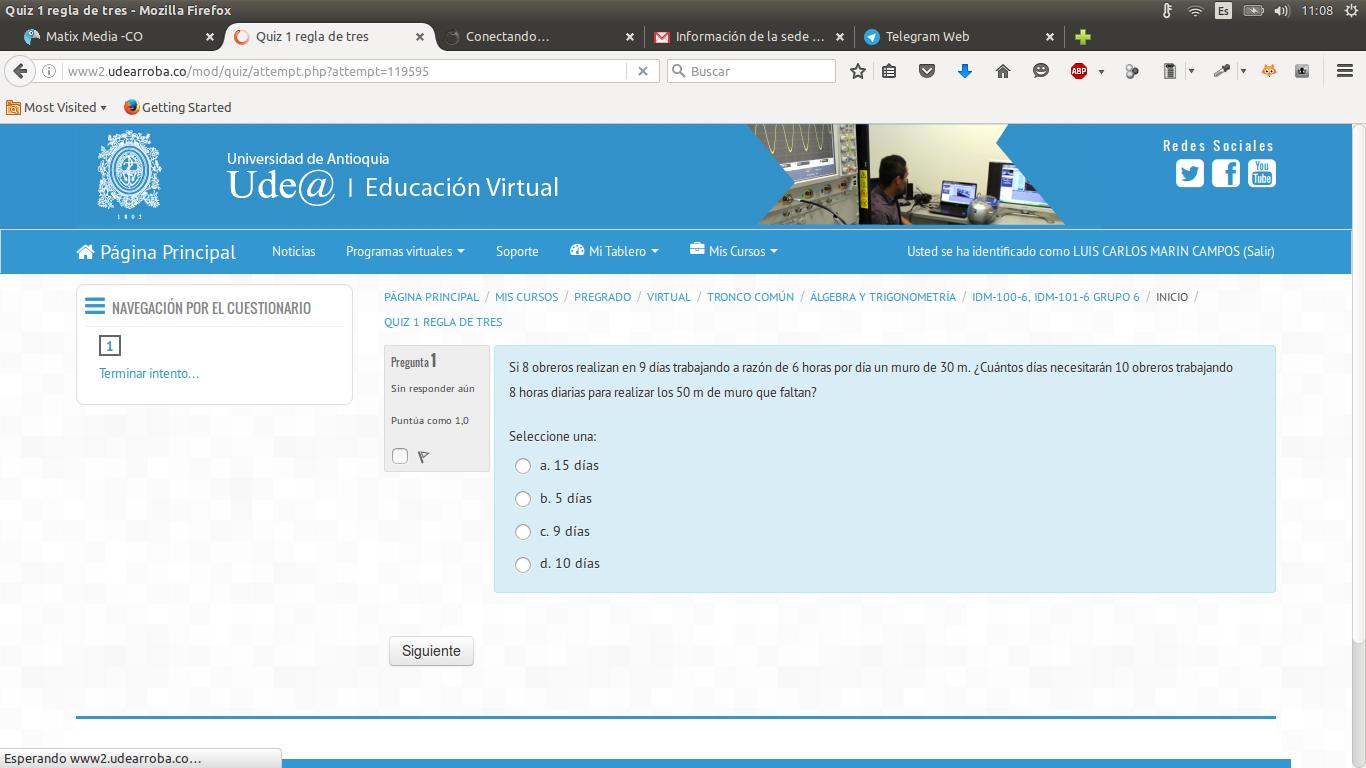 Quiz 1 regla de tres - Mozilla Firefox
Es
11:08
Matix Media -CO
Quiz 1 regla de tres
Conectando...
Información de la sede ...
Telegram Web
www2.udearroba.co/mod/quiz/attempt.php?attempt=119595
Buscar
ABP
Most Visited
Getting Started
1803
Universidad de Antioquia
Ude@ | Educación Virtual
Redes Sociales
You Tube
Página Principal
Noticias
Programas virtuales
Soporte
Mi Tablero
Mis Cursos
Usted se ha identificado como LUIS CARLOS MARIN CAMPOS (Salir)
NAVEGACIÓN POR EL CUESTIONARIO
1
Terminar intento...
PÁGINA PRINCIPAL / MIS CURSOS / PREGRADO / VIRTUAL / TRONCO COMÚN / ÁLGEBRA Y TRIGONOMETRÍA / IDM-100-6, IDM-101-6 GRUPO 6 / INICIO /
QUIZ 1 REGLA DE TRES
Pregunta 1
Sin responder aún
Puntúa como 1,0
Si 8 obreros realizan en 9 días trabajando a razón de 6 horas por día un muro de 30 m. ¿Cuántos días necesitarán 10 obreros trabajando
8 horas diarias para realizar los 50 m de muro que faltan?
Seleccione una:
a. 15 días
b. 5 días
c. 9 días
d. 10 días
Siguiente
Esperando www2.udearroba.co...